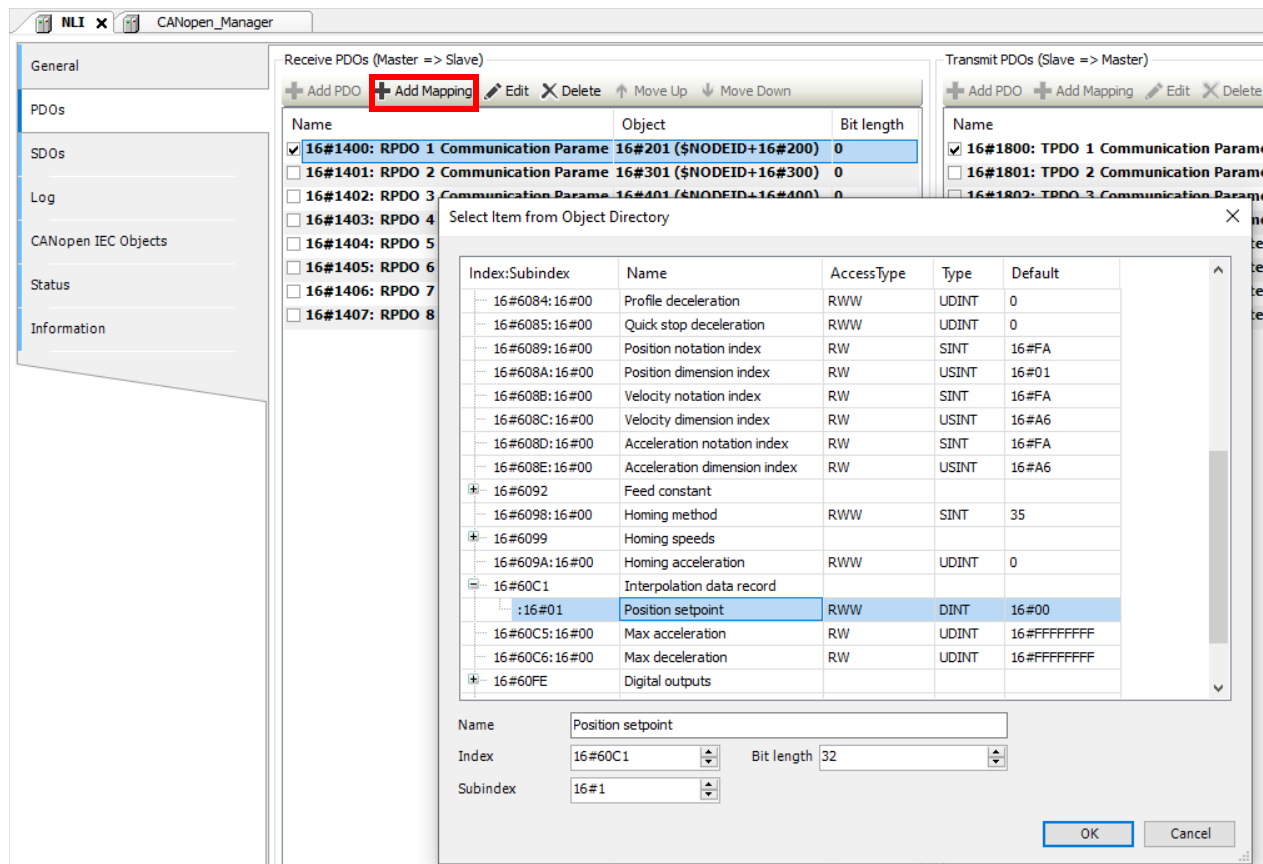 NLI CANopen_Manager
General
PDOs
SDOs
Log
CANopen IEC Objects
Status
Information
Receive PDOs (Master => Slave)
Add PDO Add Mapping Edit Delete Move Up Move Down
Name Object Bit length
16#1400: RPDO 1 Communication Parame 16#201 ($NODEID+16#200) 0
16#1401: RPDO 2 Communication Parame 16#301 ($NODEID+16#300) 0
16#1402: RPDO 3 Communication Parame 16#401 ($NODEID+16#400) 0
16#1403: RPDO 4
16#1404: RPDO 5
16#1405: RPDO 6
16#1406: RPDO 7
16#1407: RPDO 8
Transmit PDOs (Slave => Master)
Add PDO Add Mapping Edit Delete
Name
16#1800: TPDO 1 Communication Parame
16#1801: TPDO 2 Communication Parame
16#1802: TPDO 3 Communication Parame
Select Item from Object Directory
Index:Subindex Name AccessType Type Default
16#6084:16#00 Profile deceleration RWW UDINT 0
16#6085:16#00 Quick stop deceleration RWW UDINT 0
16#6089:16#00 Position notation index RW SINT 16#FA
16#608A:16#00 Position dimension index RW USINT 16#01
16#608B:16#00 Velocity notation index RW SINT 16#FA
16#608C:16#00 Velocity dimension index RW USINT 16#A6
16#608D:16#00 Acceleration notation index RW SINT 16#FA
16#608E:16#00 Acceleration dimension index RW USINT 16#A6
16#6092 Feed constant
16#6098:16#00 Homing method RWW SINT 35
16#6099 Homing speeds
16#609A:16#00 Homing acceleration RWW UDINT 0
16#60C1 Interpolation data record
:16#01 Position setpoint RWW DINT 16#00
16#60C5:16#00 Max acceleration RW UDINT 16#FFFFFFFF
16#60C6:16#00 Max deceleration RW UDINT 16#FFFFFFFF
16#60FE Digital outputs
Name Position setpoint
Index 16#60C1 Bit length 32
Subindex 16#1
OK Cancel